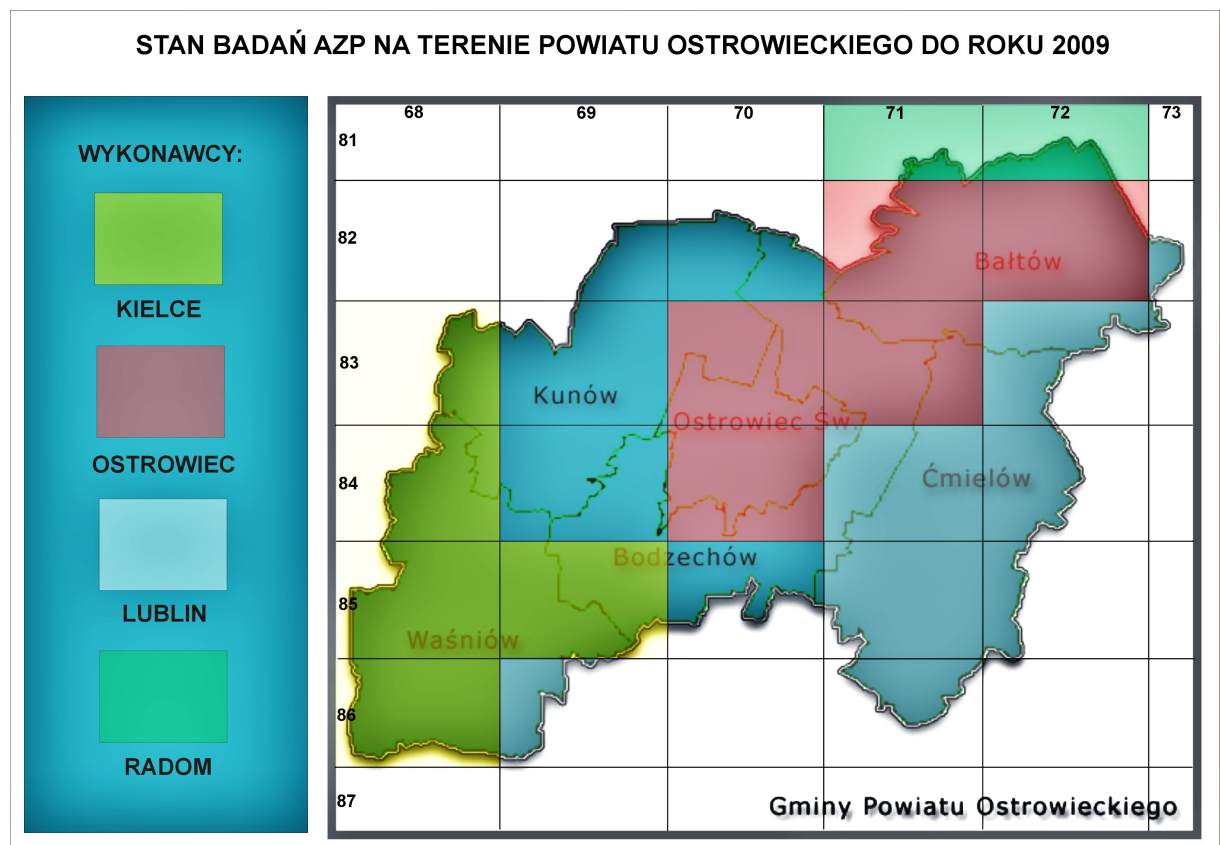 STAN BADAŃ AZP NA TERENIE POWIATU OSTROWIECKIEGO DO ROKU 2009
WYKONAWCY:
KIELCE
OSTROWIEC
LUBLIN
RADOM
68 69 70 71 72 73
81
82
83
84
85
86
87
Bałtów
Kunów
Ostrowiec Św.
Ćmielów
Bodzechów
Waśniów
Gminy Powiatu Ostrowieckiego